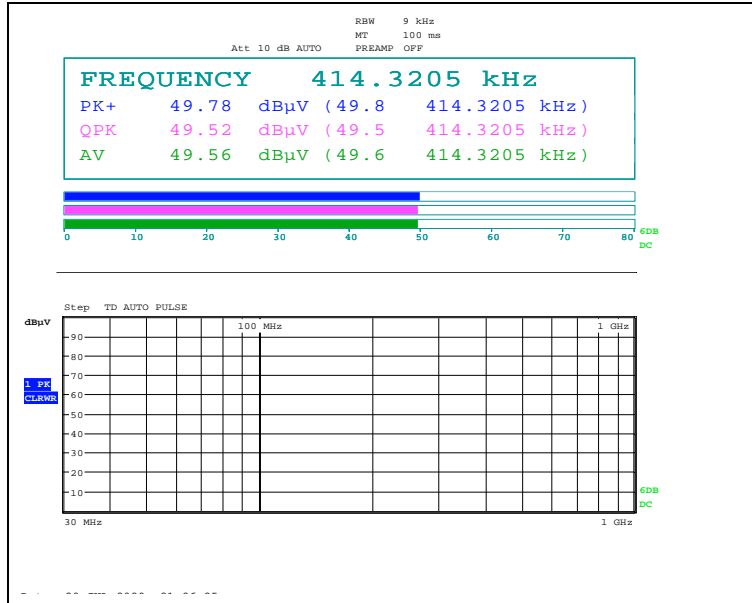 RBW 9 kHz
MT 100 ms
Att 10 dB AUTO PREAMP OFF
FREQUENCY 414.3205 kHz
PK+ 49.78 dBµV (49.8 414.3205 kHz)
QPK 49.52 dBµV (49.5 414.3205 kHz)
AV 49.56 dBµV (49.6 414.3205 kHz)
0 10 20 30 40 50 60 70 80
6DB
DC
Step TD AUTO PULSE
dBµV
100 MHz 1 GHz
90
80
70
1 PK
60
CLRWR
50
40
30
20
10
6DB
DC
30 MHz 1 GHz